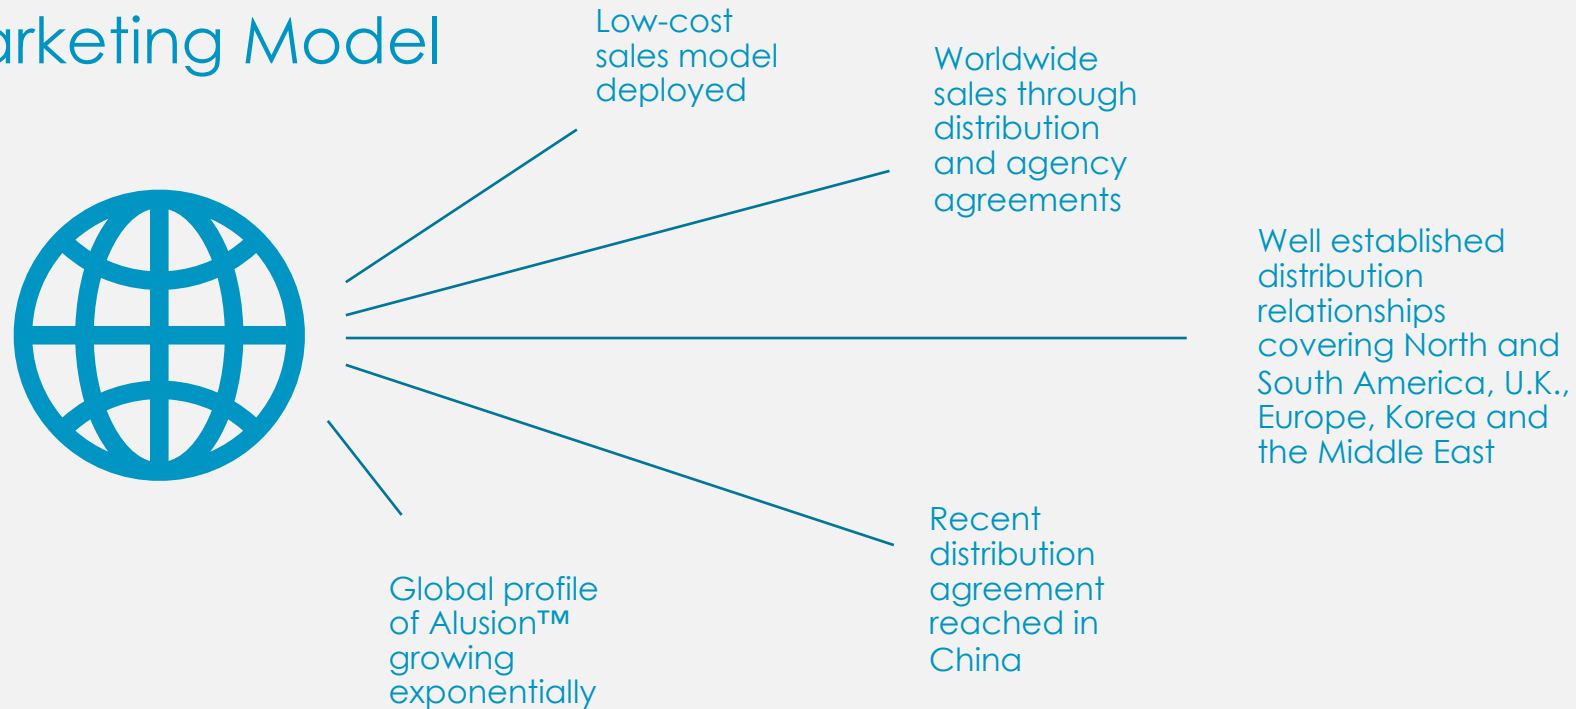 arketing Model
Low-cost
sales model
deployed
Worldwide
sales through
distribution
and agency
agreements
Well established
distribution
relationships
covering North and
South America, U.K.,
Europe, Korea and
the Middle East
Recent
distribution
agreement
reached in
China
Global profile
of Alusion™
growing
exponentially